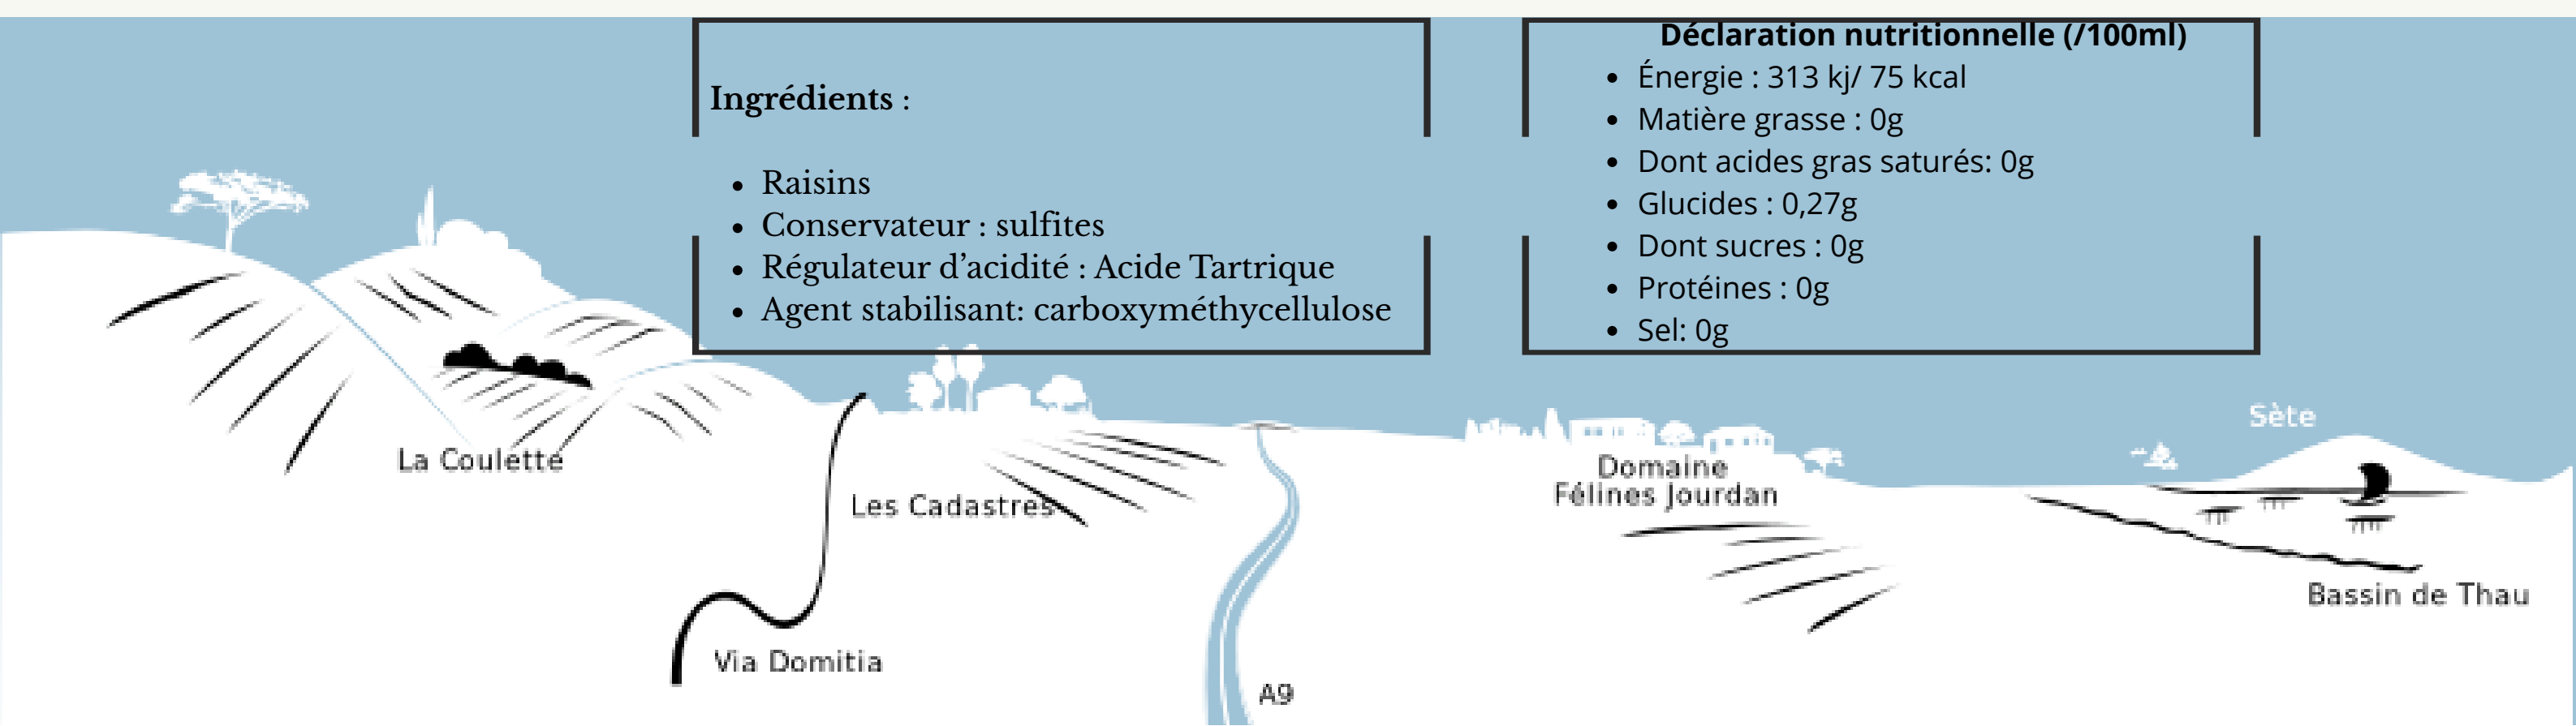 Ingrédients :
Raisins
Conservateur : sulfites
Régulateur d’acidité : Acide Tartrique
Agent stabilisant: carboxyméthycellulose
Déclaration nutritionnelle (/100ml)
Énergie : 313 kj/ 75 kcal
Matière grasse : 0g
Dont acides gras saturés: 0g
Glucides : 0,27g
Dont sucres : 0g
Protéines : 0g
Sel: 0g
La Coulette
Les Cadastres
Via Domitia
A9
Domaine
Félines Jourdan
Sète
Bassin de Thau